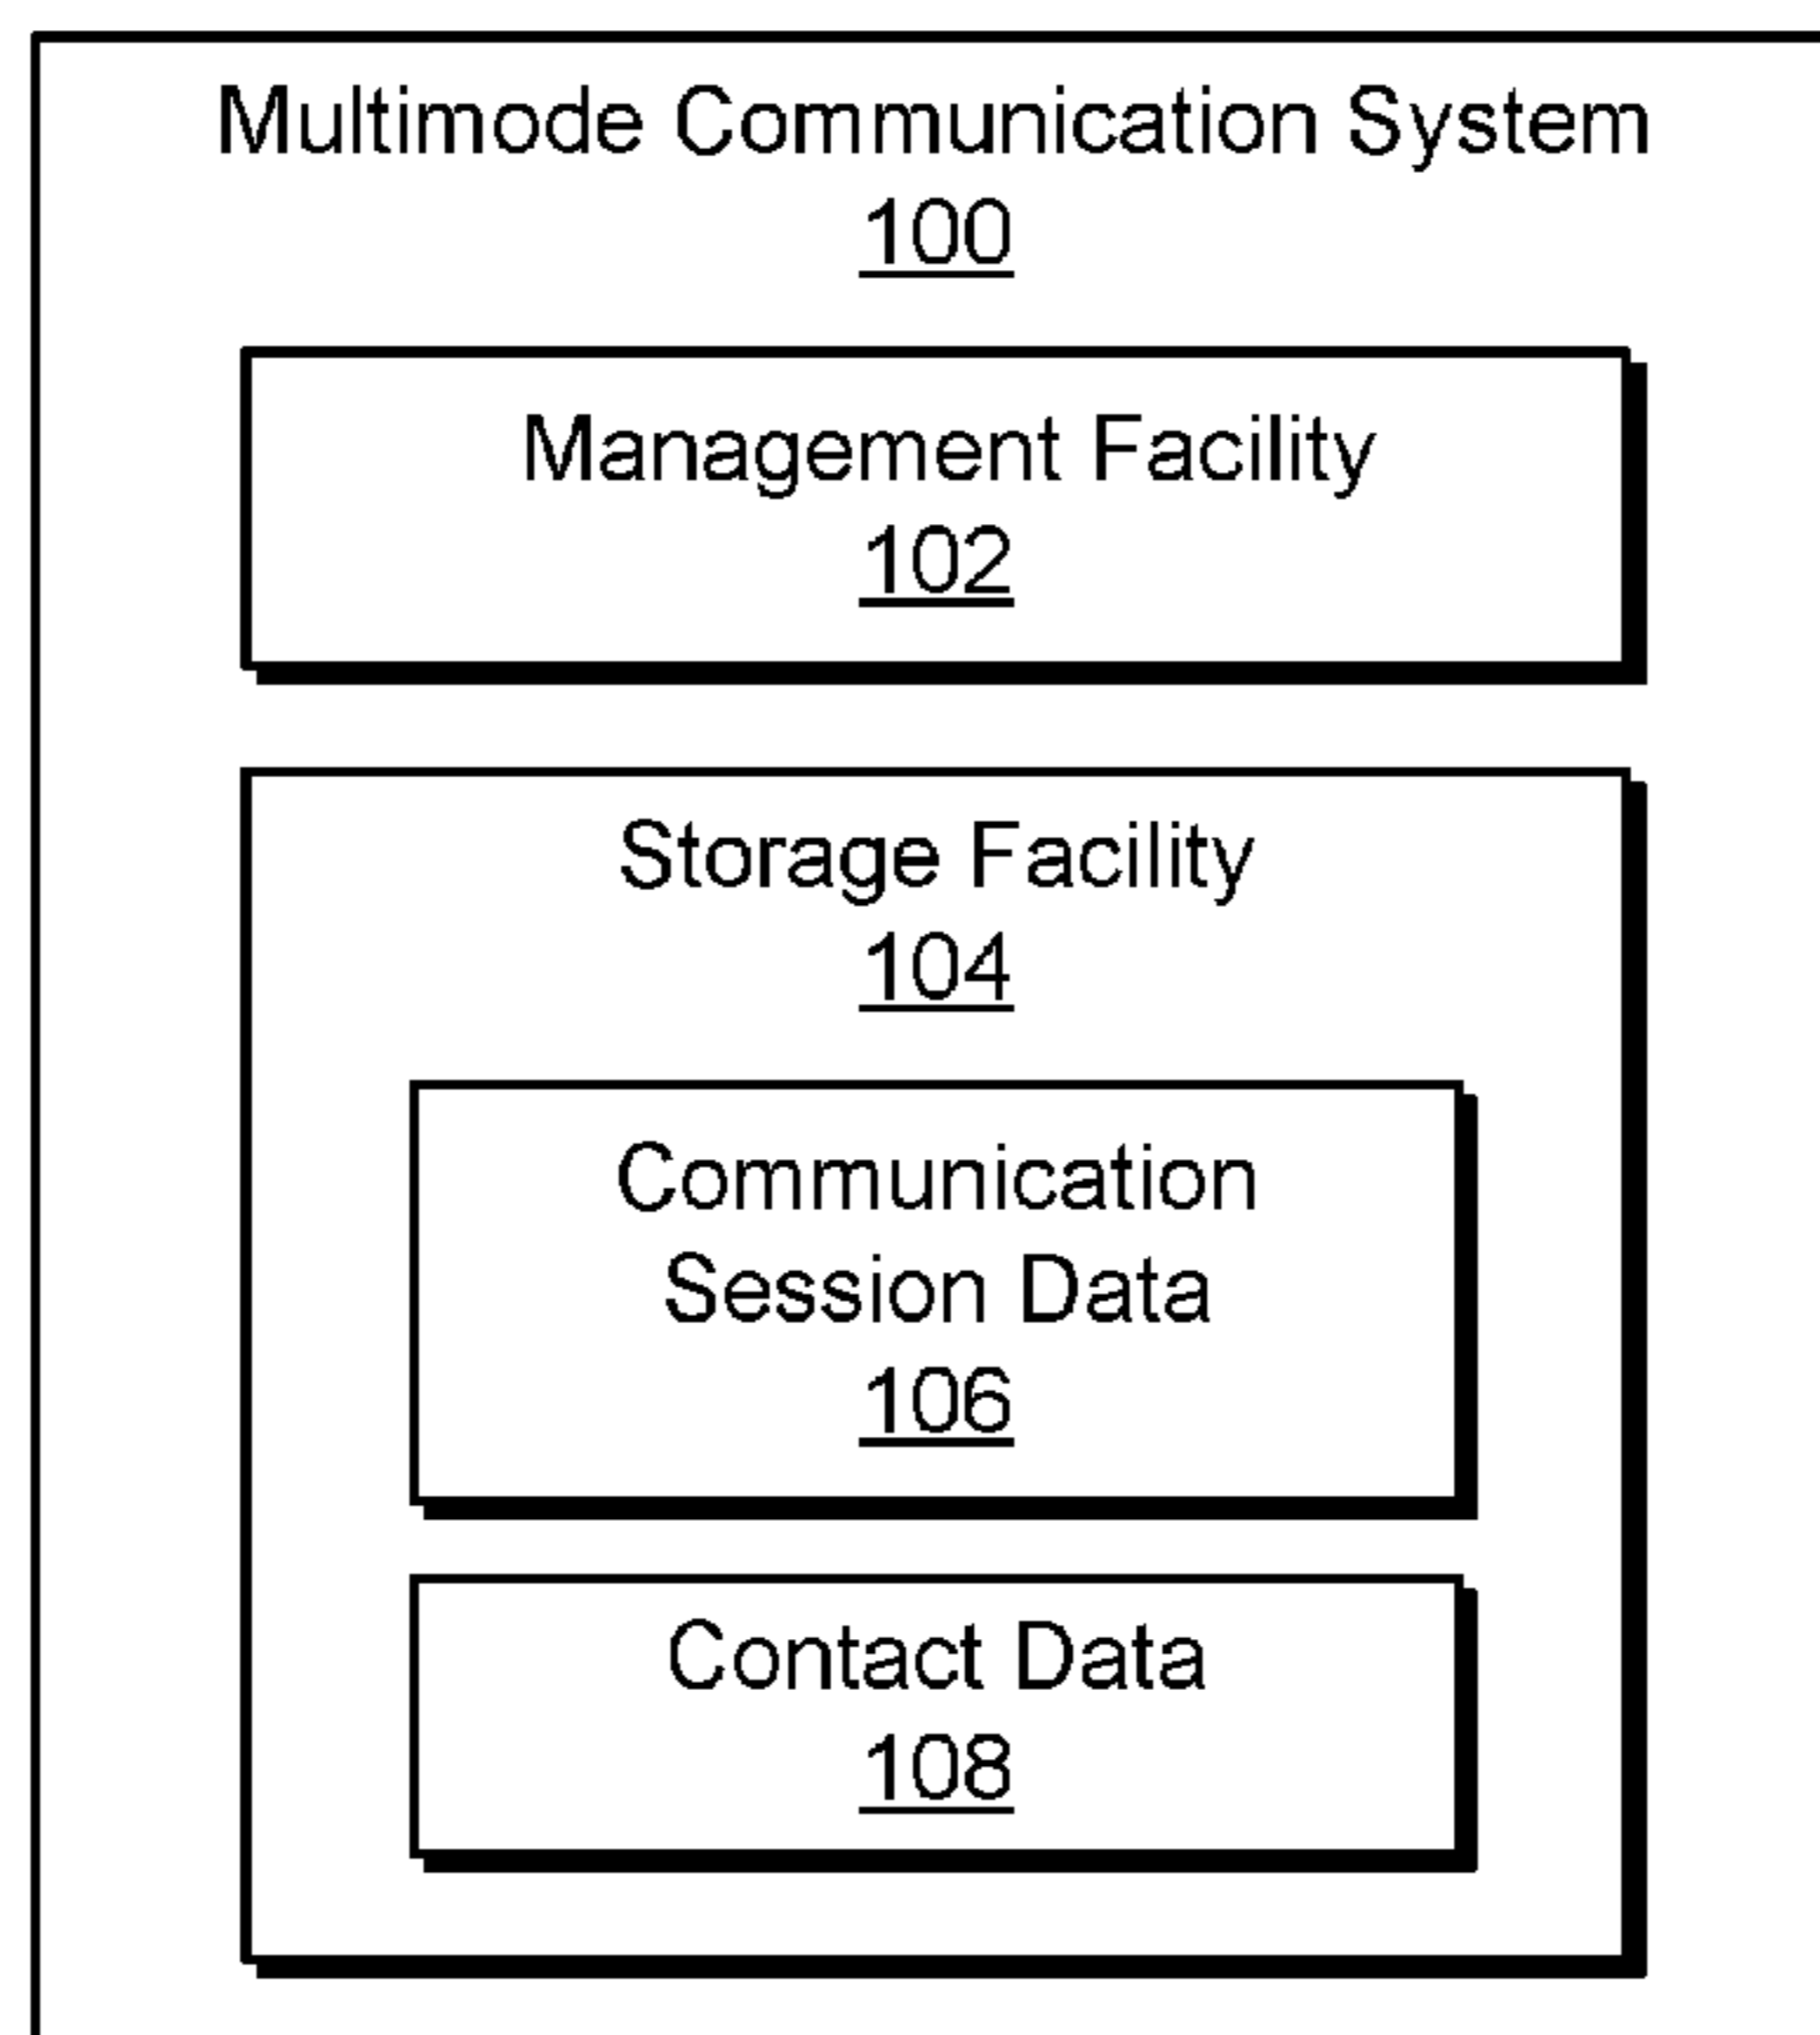 Multimode Communication System
100
Management Facility
102
Storage Facility
104
Communication
Session Data
106
Contact Data
108